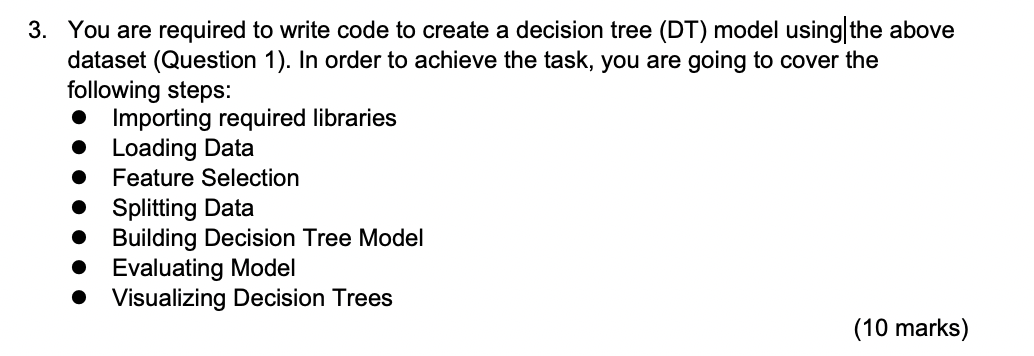 3. You are required to write code to create a decision tree (DT) model using the above
dataset (Question 1). In order to achieve the task, you are going to cover the
following steps:
● Importing required libraries
● Loading Data
● Feature Selection
● Splitting Data
● Building Decision Tree Model
● Evaluating Model
● Visualizing Decision Trees
(10 marks)